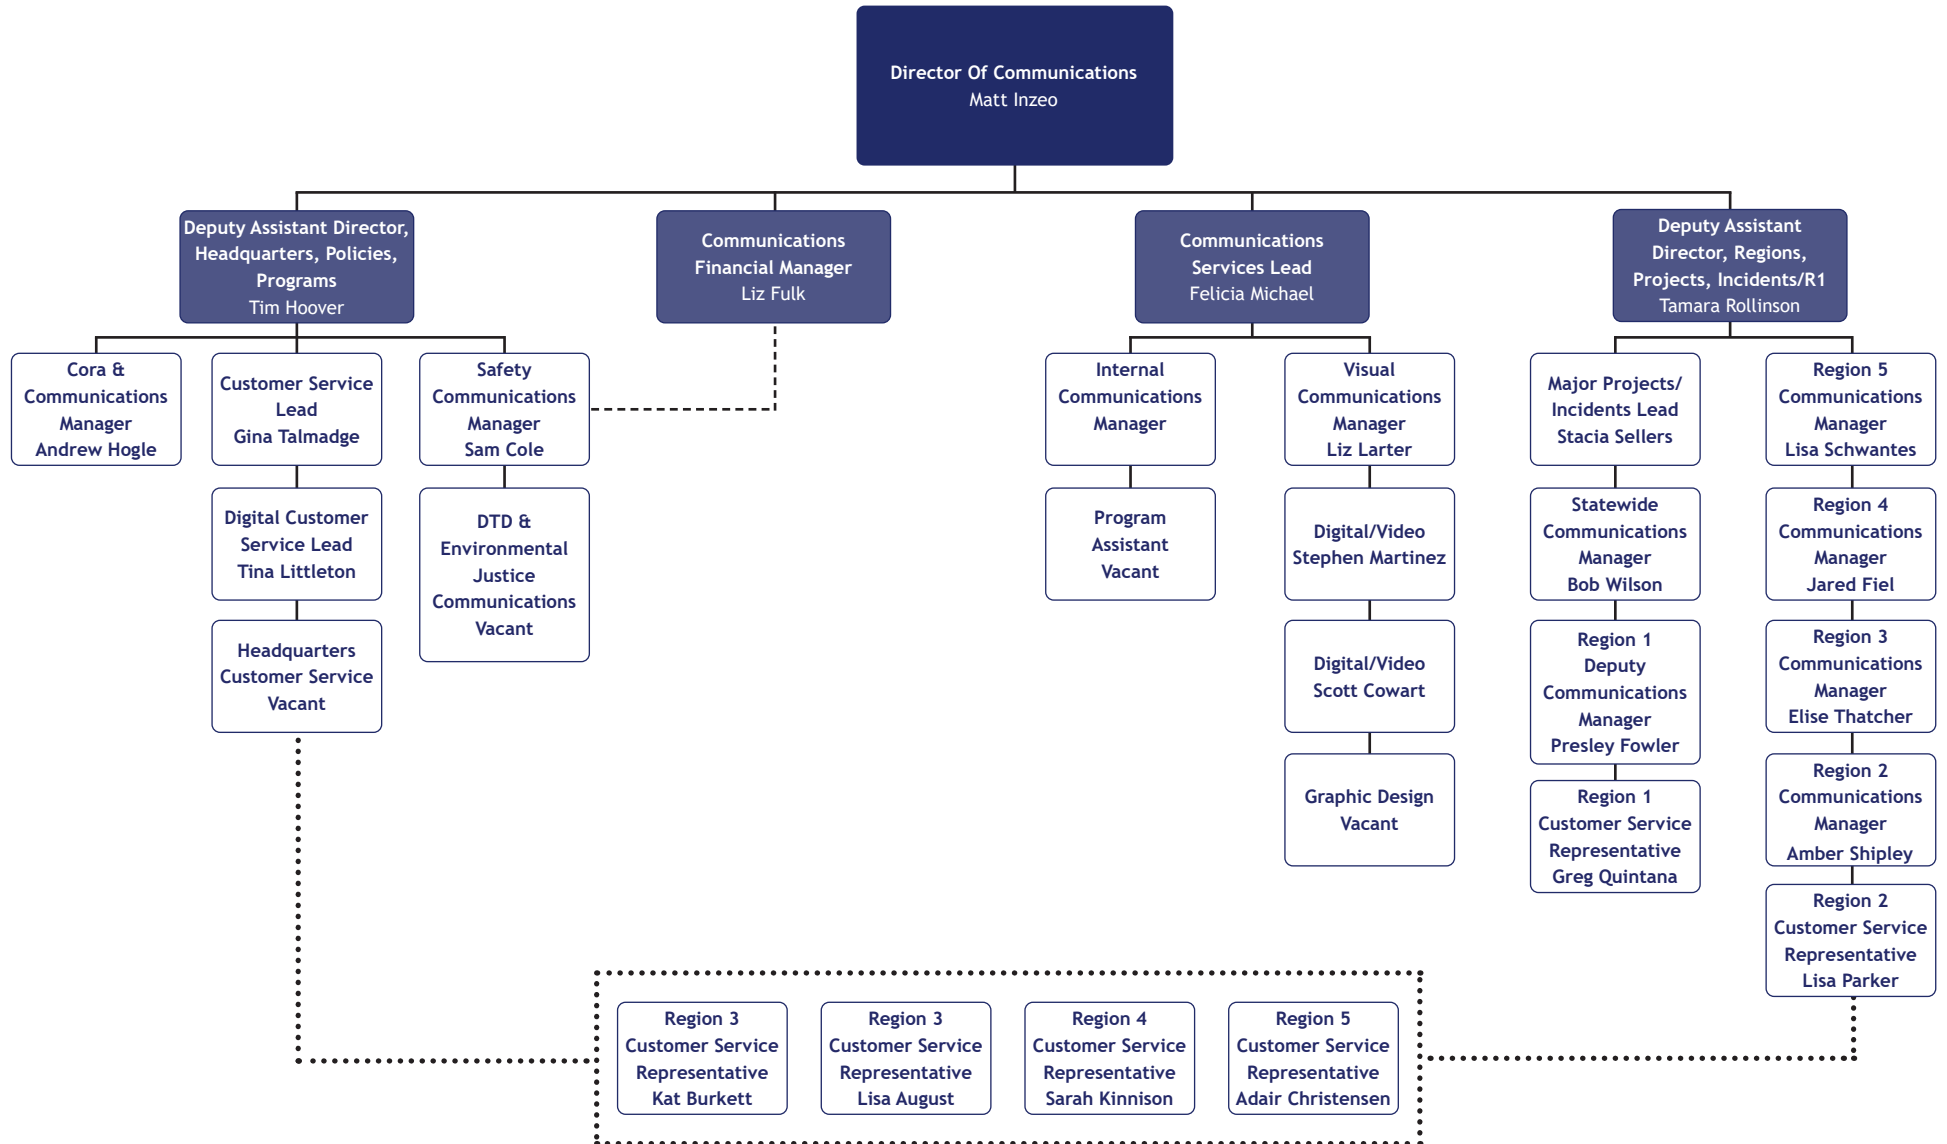 Director Of Communications
Matt Inzeo
Deputy Assistant Director,
Headquarters, Policies,
Programs
Tim Hoover
Communications
Financial Manager
Liz Fulk
Communications
Services Lead
Felicia Michael
Deputy Assistant
Director, Regions,
Projects, Incidents/R1
Tamara Rollinson
Cora &
Communications
Manager
Andrew Hogle
Customer Service
Lead
Gina Talmadge
Safety
Communications
Manager
Sam Cole
Internal
Communications
Manager
Visual
Communications
Manager
Liz Larter
Major Projects/
Incidents Lead
Stacia Sellers
Region 5
Communications
Manager
Lisa Schwantes
Digital Customer
Service Lead
Tina Littleton
DTD &
Environmental
Justice
Communications
Vacant
Program
Assistant
Vacant
Digital/Video
Stephen Martinez
Statewide
Communications
Manager
Bob Wilson
Region 4
Communications
Manager
Jared Fiel
Headquarters
Customer Service
Vacant
Digital/Video
Scott Cowart
Region 1
Deputy
Communications
Manager
Presley Fowler
Region 3
Communications
Manager
Elise Thatcher
Graphic Design
Vacant
Region 1
Customer Service
Representative
Greg Quintana
Region 2
Communications
Manager
Amber Shipley
Region 2
Customer Service
Representative
Lisa Parker
Region 3
Customer Service
Representative
Kat Burkett
Region 3
Customer Service
Representative
Lisa August
Region 4
Customer Service
Representative
Sarah Kinnison
Region 5
Customer Service
Representative
Adair Christensen